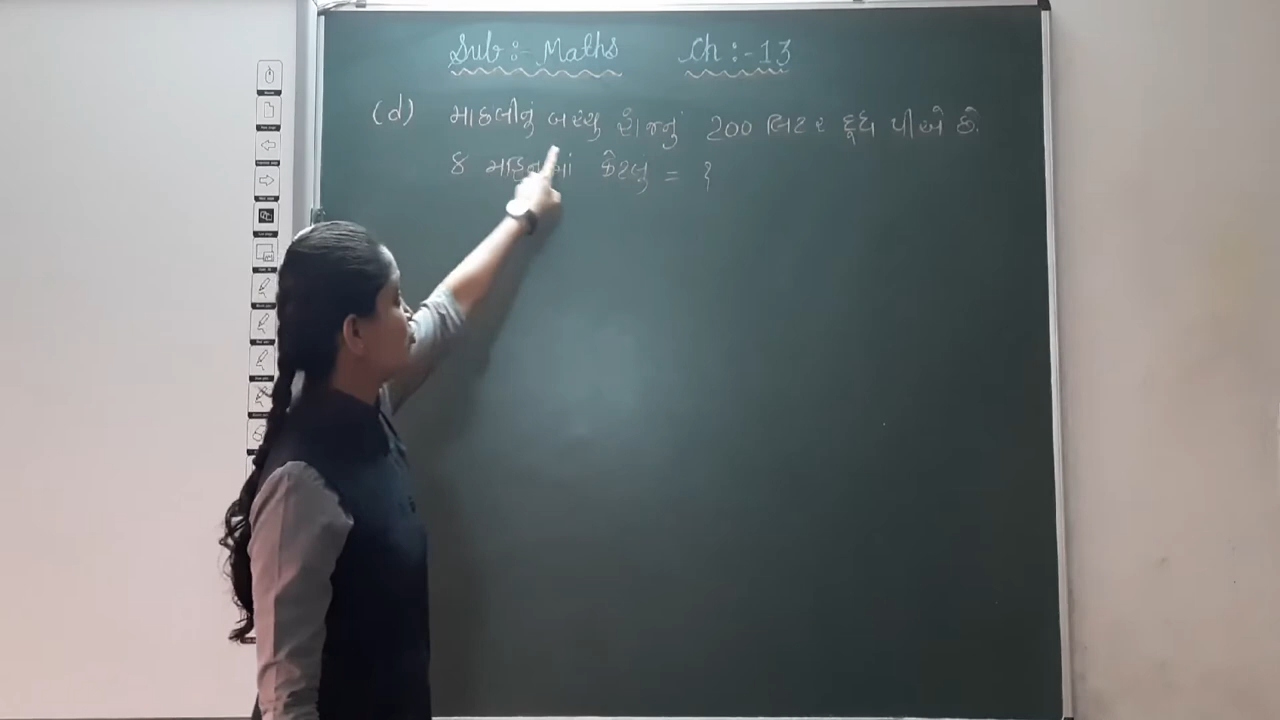 Sub :- Maths Ch :- 13
(d) માછલીનું બચ્ચુ રોજનું 200 લિટર દૂધ પીએ છે.
8 કેટલું = ?